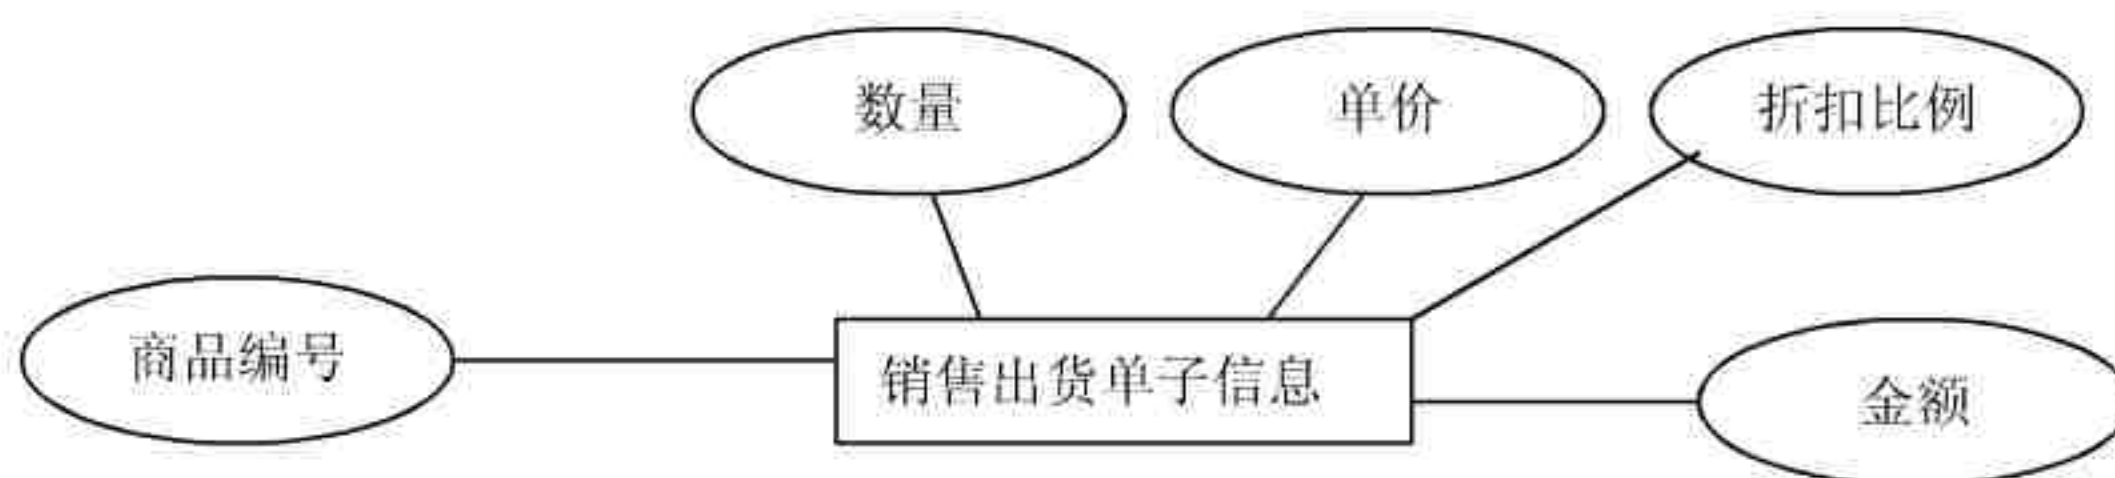 数量
单价
折扣比例
商品编号
销售出货单子信息
金额